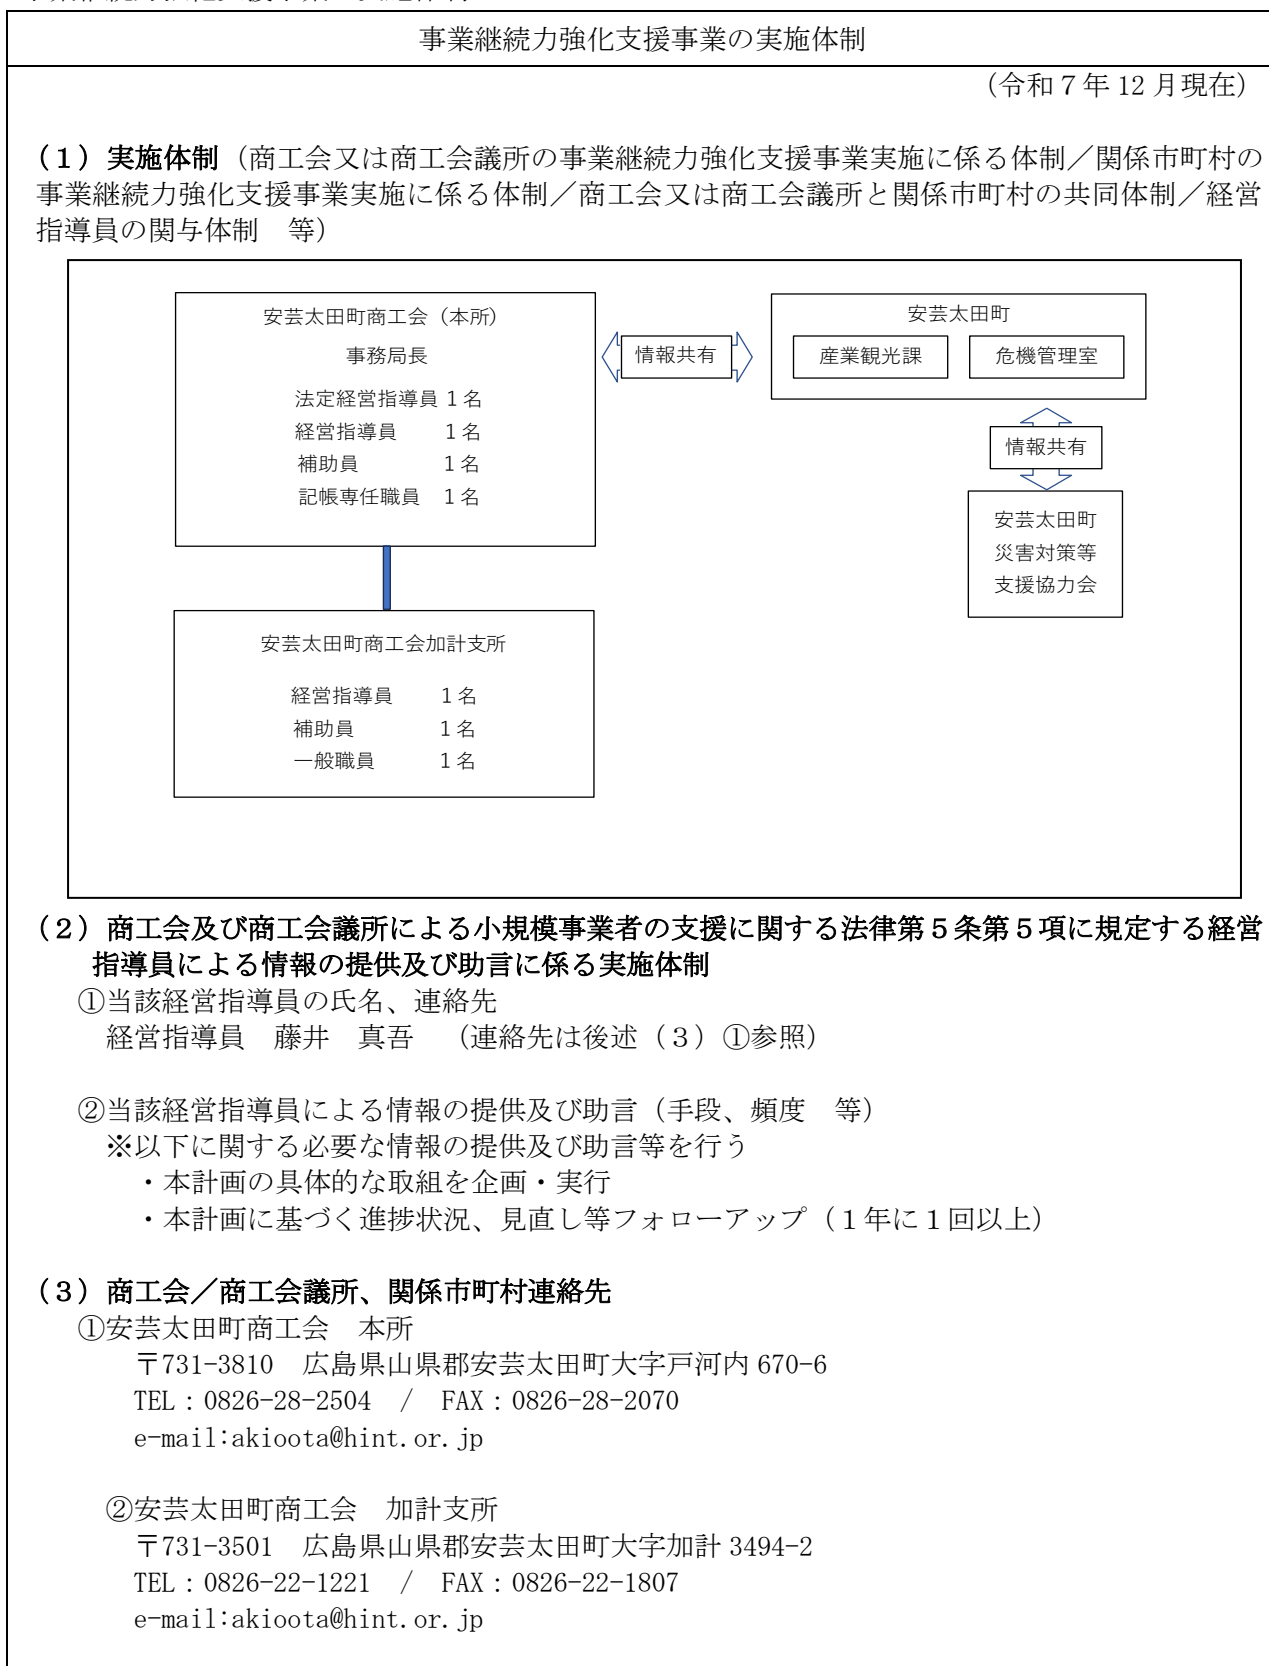 事業継続力強化支援事業の実施体制
（令和７年 12 月現在）
（１）実施体制（商工会又は商工会議所の事業継続力強化支援事業実施に係る体制／関係市町村の
事業継続力強化支援事業実施に係る体制／商工会又は商工会議所と関係市町村の共同体制／経営
指導員の関与体制　等）
安芸太田町商工会（本所）
事務局長
法定経営指導員 1 名
経営指導員　　1 名
補助員　　　　1 名
記帳専任職員　1 名
情報共有
安芸太田町
産業観光課　危機管理室
情報共有
安芸太田町
災害対策等
支援協力会
安芸太田町商工会加計支所
経営指導員　　1 名
補助員　　　　1 名
一般職員　　　1 名
（２）商工会及び商工会議所による小規模事業者の支援に関する法律第５条第５項に規定する経営
指導員による情報の提供及び助言に係る実施体制
①当該経営指導員の氏名、連絡先
経営指導員　藤井　真吾　（連絡先は後述（３）①参照）
②当該経営指導員による情報の提供及び助言（手段、頻度　等）
※以下に関する必要な情報の提供及び助言等を行う
・本計画の具体的な取組を企画・実行
・本計画に基づく進捗状況、見直し等フォローアップ（１年に１回以上）
（３）商工会／商工会議所、関係市町村連絡先
①安芸太田町商工会　本所
〒731-3810　広島県山県郡安芸太田町大字戸河内 670-6
TEL：0826-28-2504　/　FAX：0826-28-2070
e-mail:akioota@hint.or.jp
②安芸太田町商工会　加計支所
〒731-3501　広島県山県郡安芸太田町大字加計 3494-2
TEL：0826-22-1221　/　FAX：0826-22-1807
e-mail:akioota@hint.or.jp